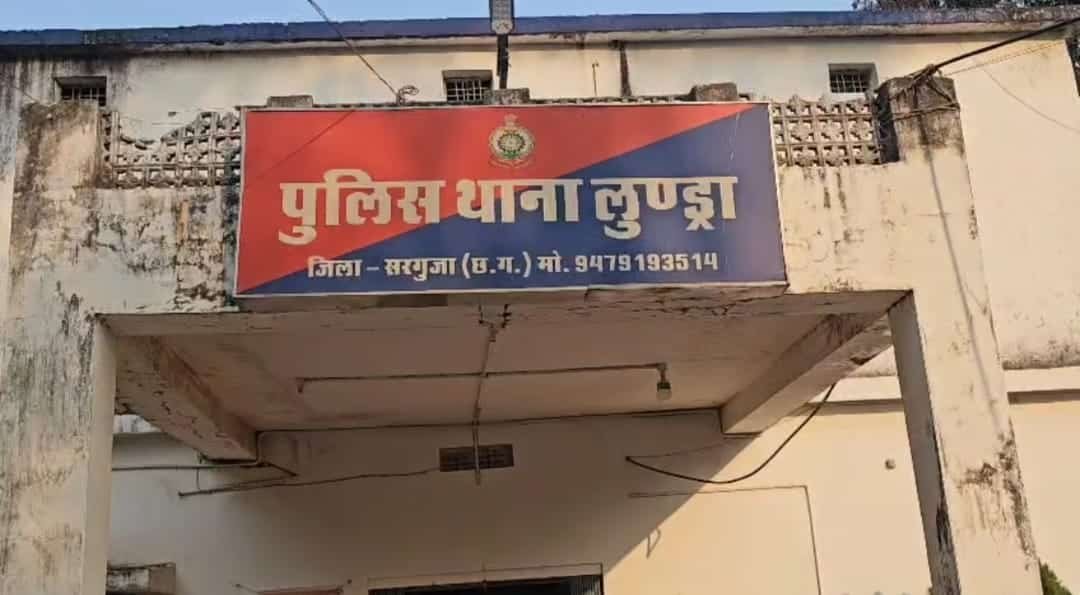 पुलिस थाना लुण्ड्रा
जिला - सरगुजा (छ.ग.) मो. 9479193514